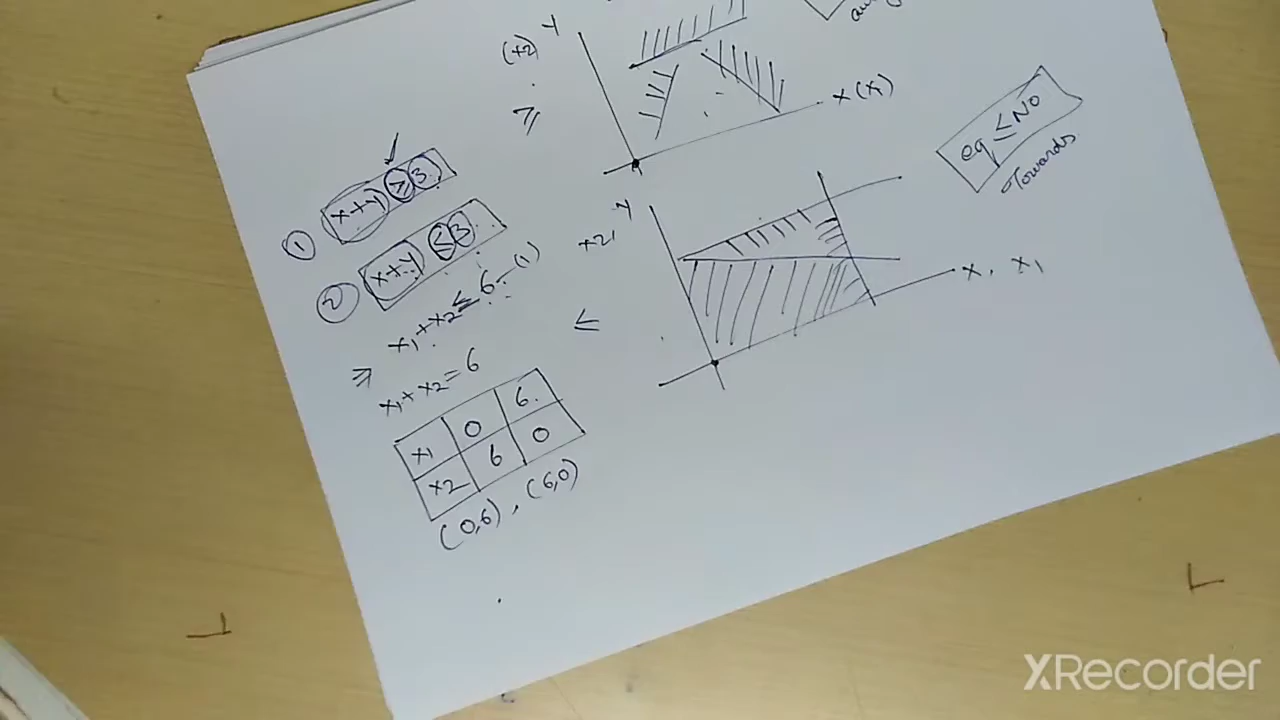 (x2) y
≥
x (x1)
eq ≤ No
Towards
① x+y ≥ 3
② x+y ≤ 3
x1+x2 ≤ 6 —(1)
≥
x1+x2=6
x1 0 6
x2 6 0
(0,6), (6,0)
x2, y
≤
x, x1
XRecorder